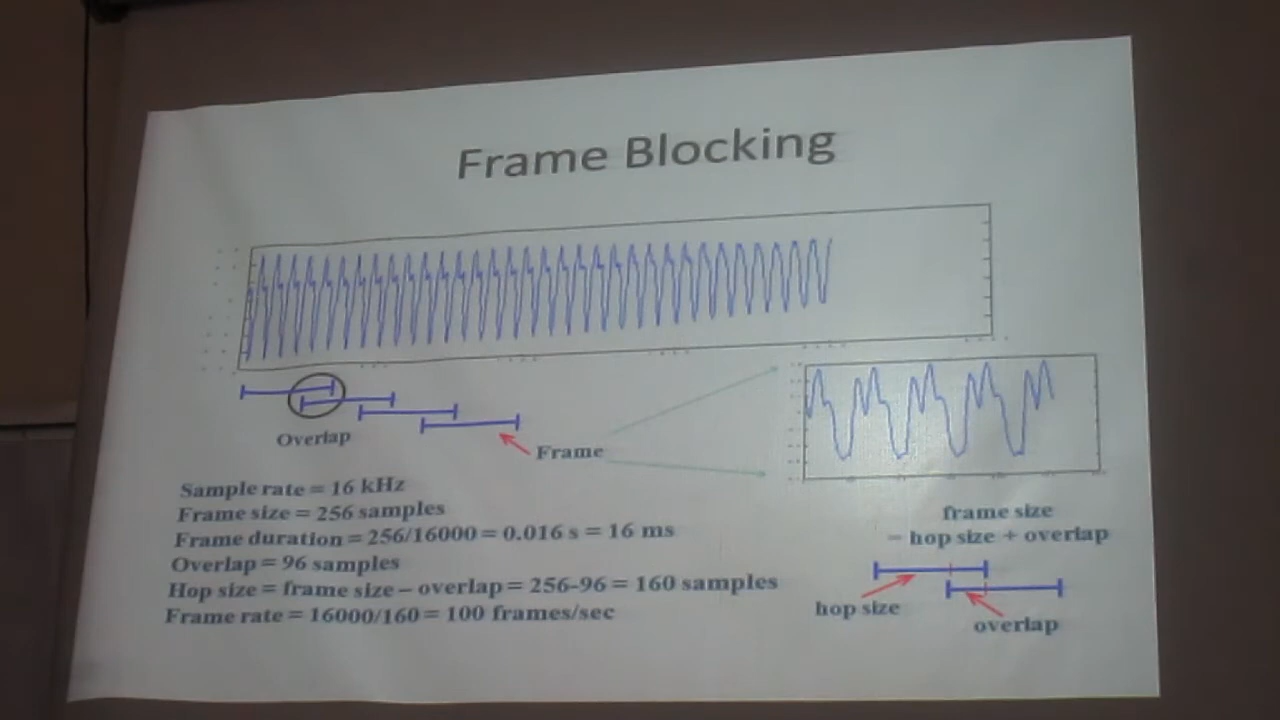 Frame Blocking
Overlap
Frame
Sample rate = 16 kHz
Frame size = 256 samples
Frame duration = 256/16000 = 0.016 s = 16 ms
Overlap = 96 samples
Hop size = frame size – overlap = 256-96 = 160 samples
Frame rate = 16000/160 = 100 frames/sec
frame size
= hop size + overlap
hop size
overlap